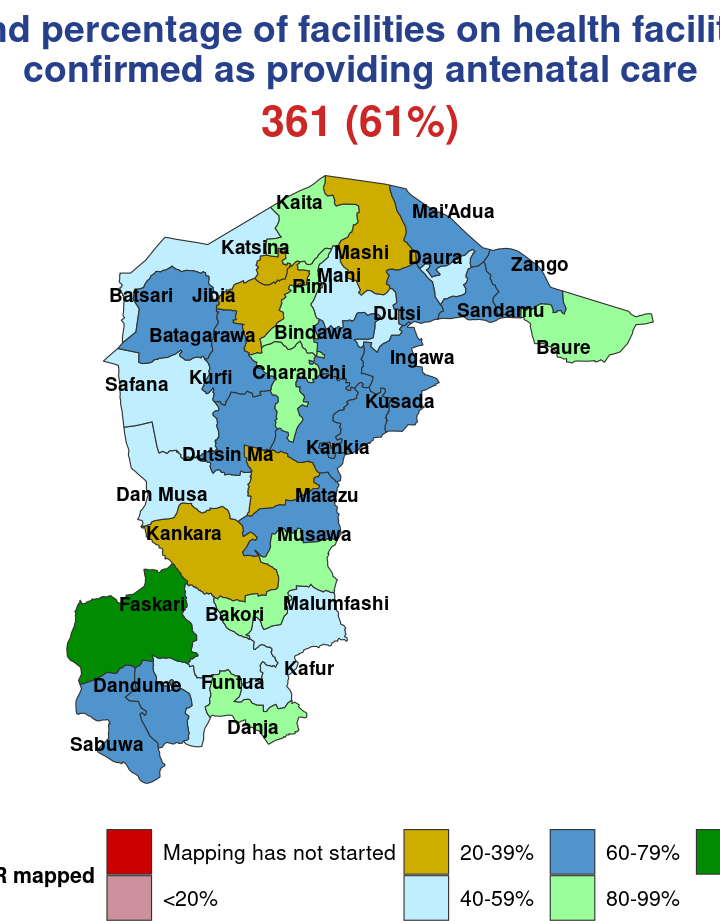 nd percentage of facilities on health facilit
confirmed as providing antenatal care
361 (61%)
Kaita
Mai'Adua
Katsina
Mashi
Daura
Zango
Mani
Rimi
Batsari
Jibia
Dutsi
Sandamu
Batagarawa
Bindawa
Baure
Ingawa
Safana
Kurfi
Charanchi
Kusada
Dutsin Ma
Kankia
Dan Musa
Matazu
Kankara
Musawa
Faskari
Bakori
Malumfashi
Kafur
Dandume
Funtua
Danja
Sabuwa
R mapped
Mapping has not started
<20%
20-39%
40-59%
60-79%
80-99%